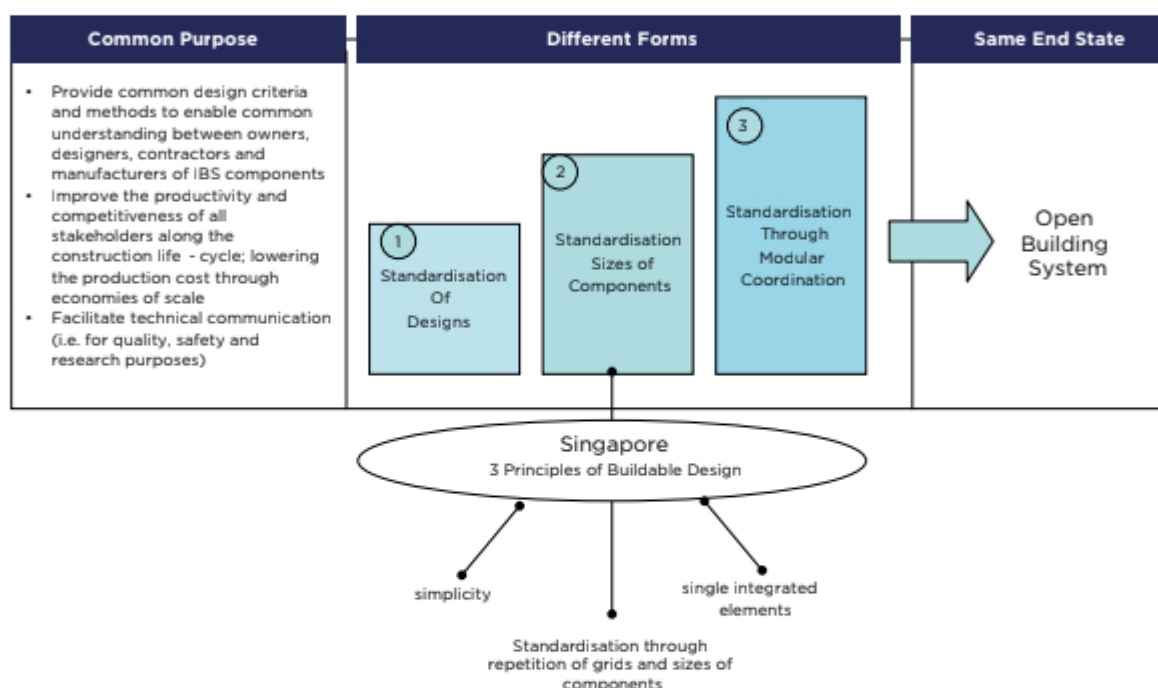 Common Purpose
Different Forms
Same End State
• Provide common design criteria
and methods to enable common
understanding between owners,
designers, contractors and
manufacturers of IBS components
• Improve the productivity and
competitiveness of all
stakeholders along the
construction life - cycle; lowering
the production cost through
economies of scale
• Facilitate technical communication
(i.e. for quality, safety and
research purposes)
1
Standardisation
Of
Designs
2
Standardisation
Sizes of
Components
3
Standardisation
Through
Modular
Coordination
Open
Building
System
Singapore
3 Principles of Buildable Design
simplicity
single integrated
elements
Standardisation through
repetition of grids and sizes of
components